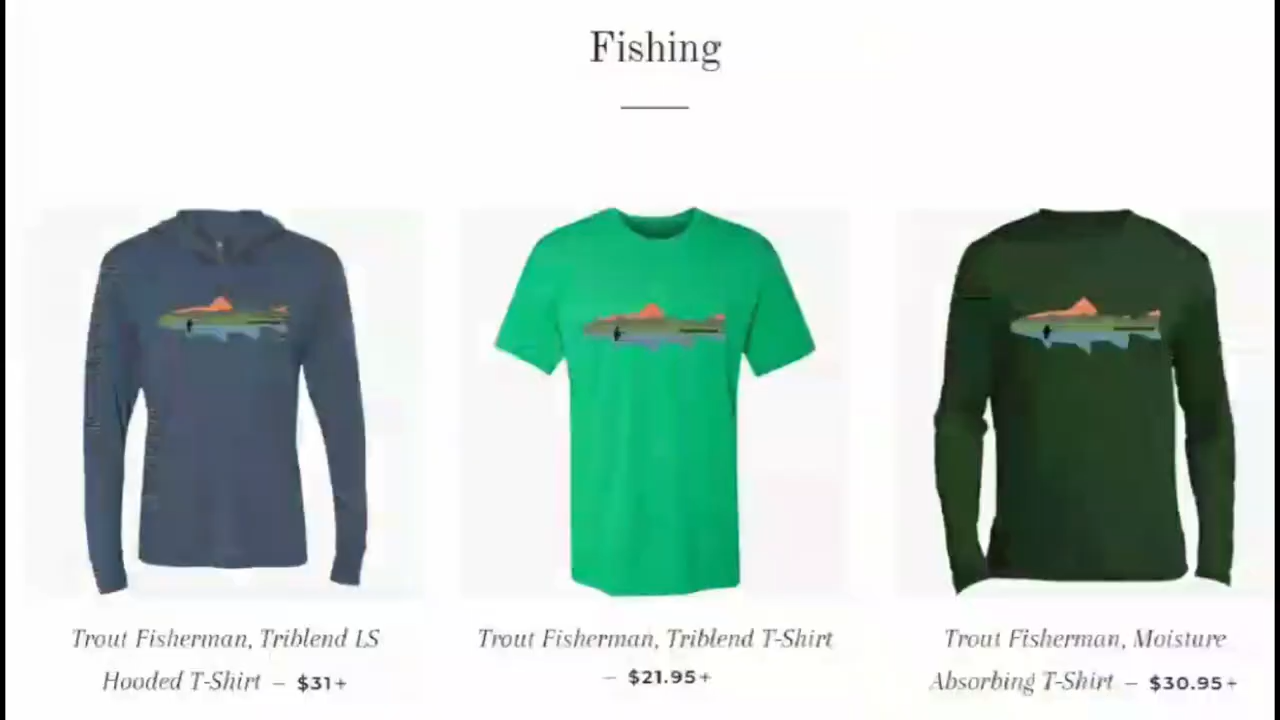 Fishing
Trout Fisherman, Triblend LS
Hooded T-Shirt – $31+
Trout Fisherman, Triblend T-Shirt
– $21.95+
Trout Fisherman, Moisture
Absorbing T-Shirt – $30.95+